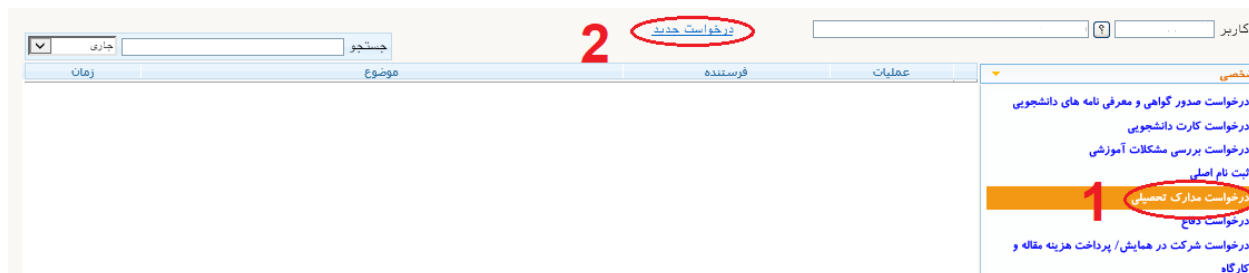 کاربر ؟ درخواست جدید 2
جستجو جاری
شخصی عملیات فرستنده موضوع زمان
درخواست صدور گواهی و معرفی نامه های دانشجویی
درخواست کارت دانشجویی
درخواست بررسی مشکلات آموزشی
ثبت نام اصلی
درخواست مدارک تحصیلی 1
درخواست دفاع
درخواست شرکت در همایش/ پرداخت هزینه مقاله و
کارگاه